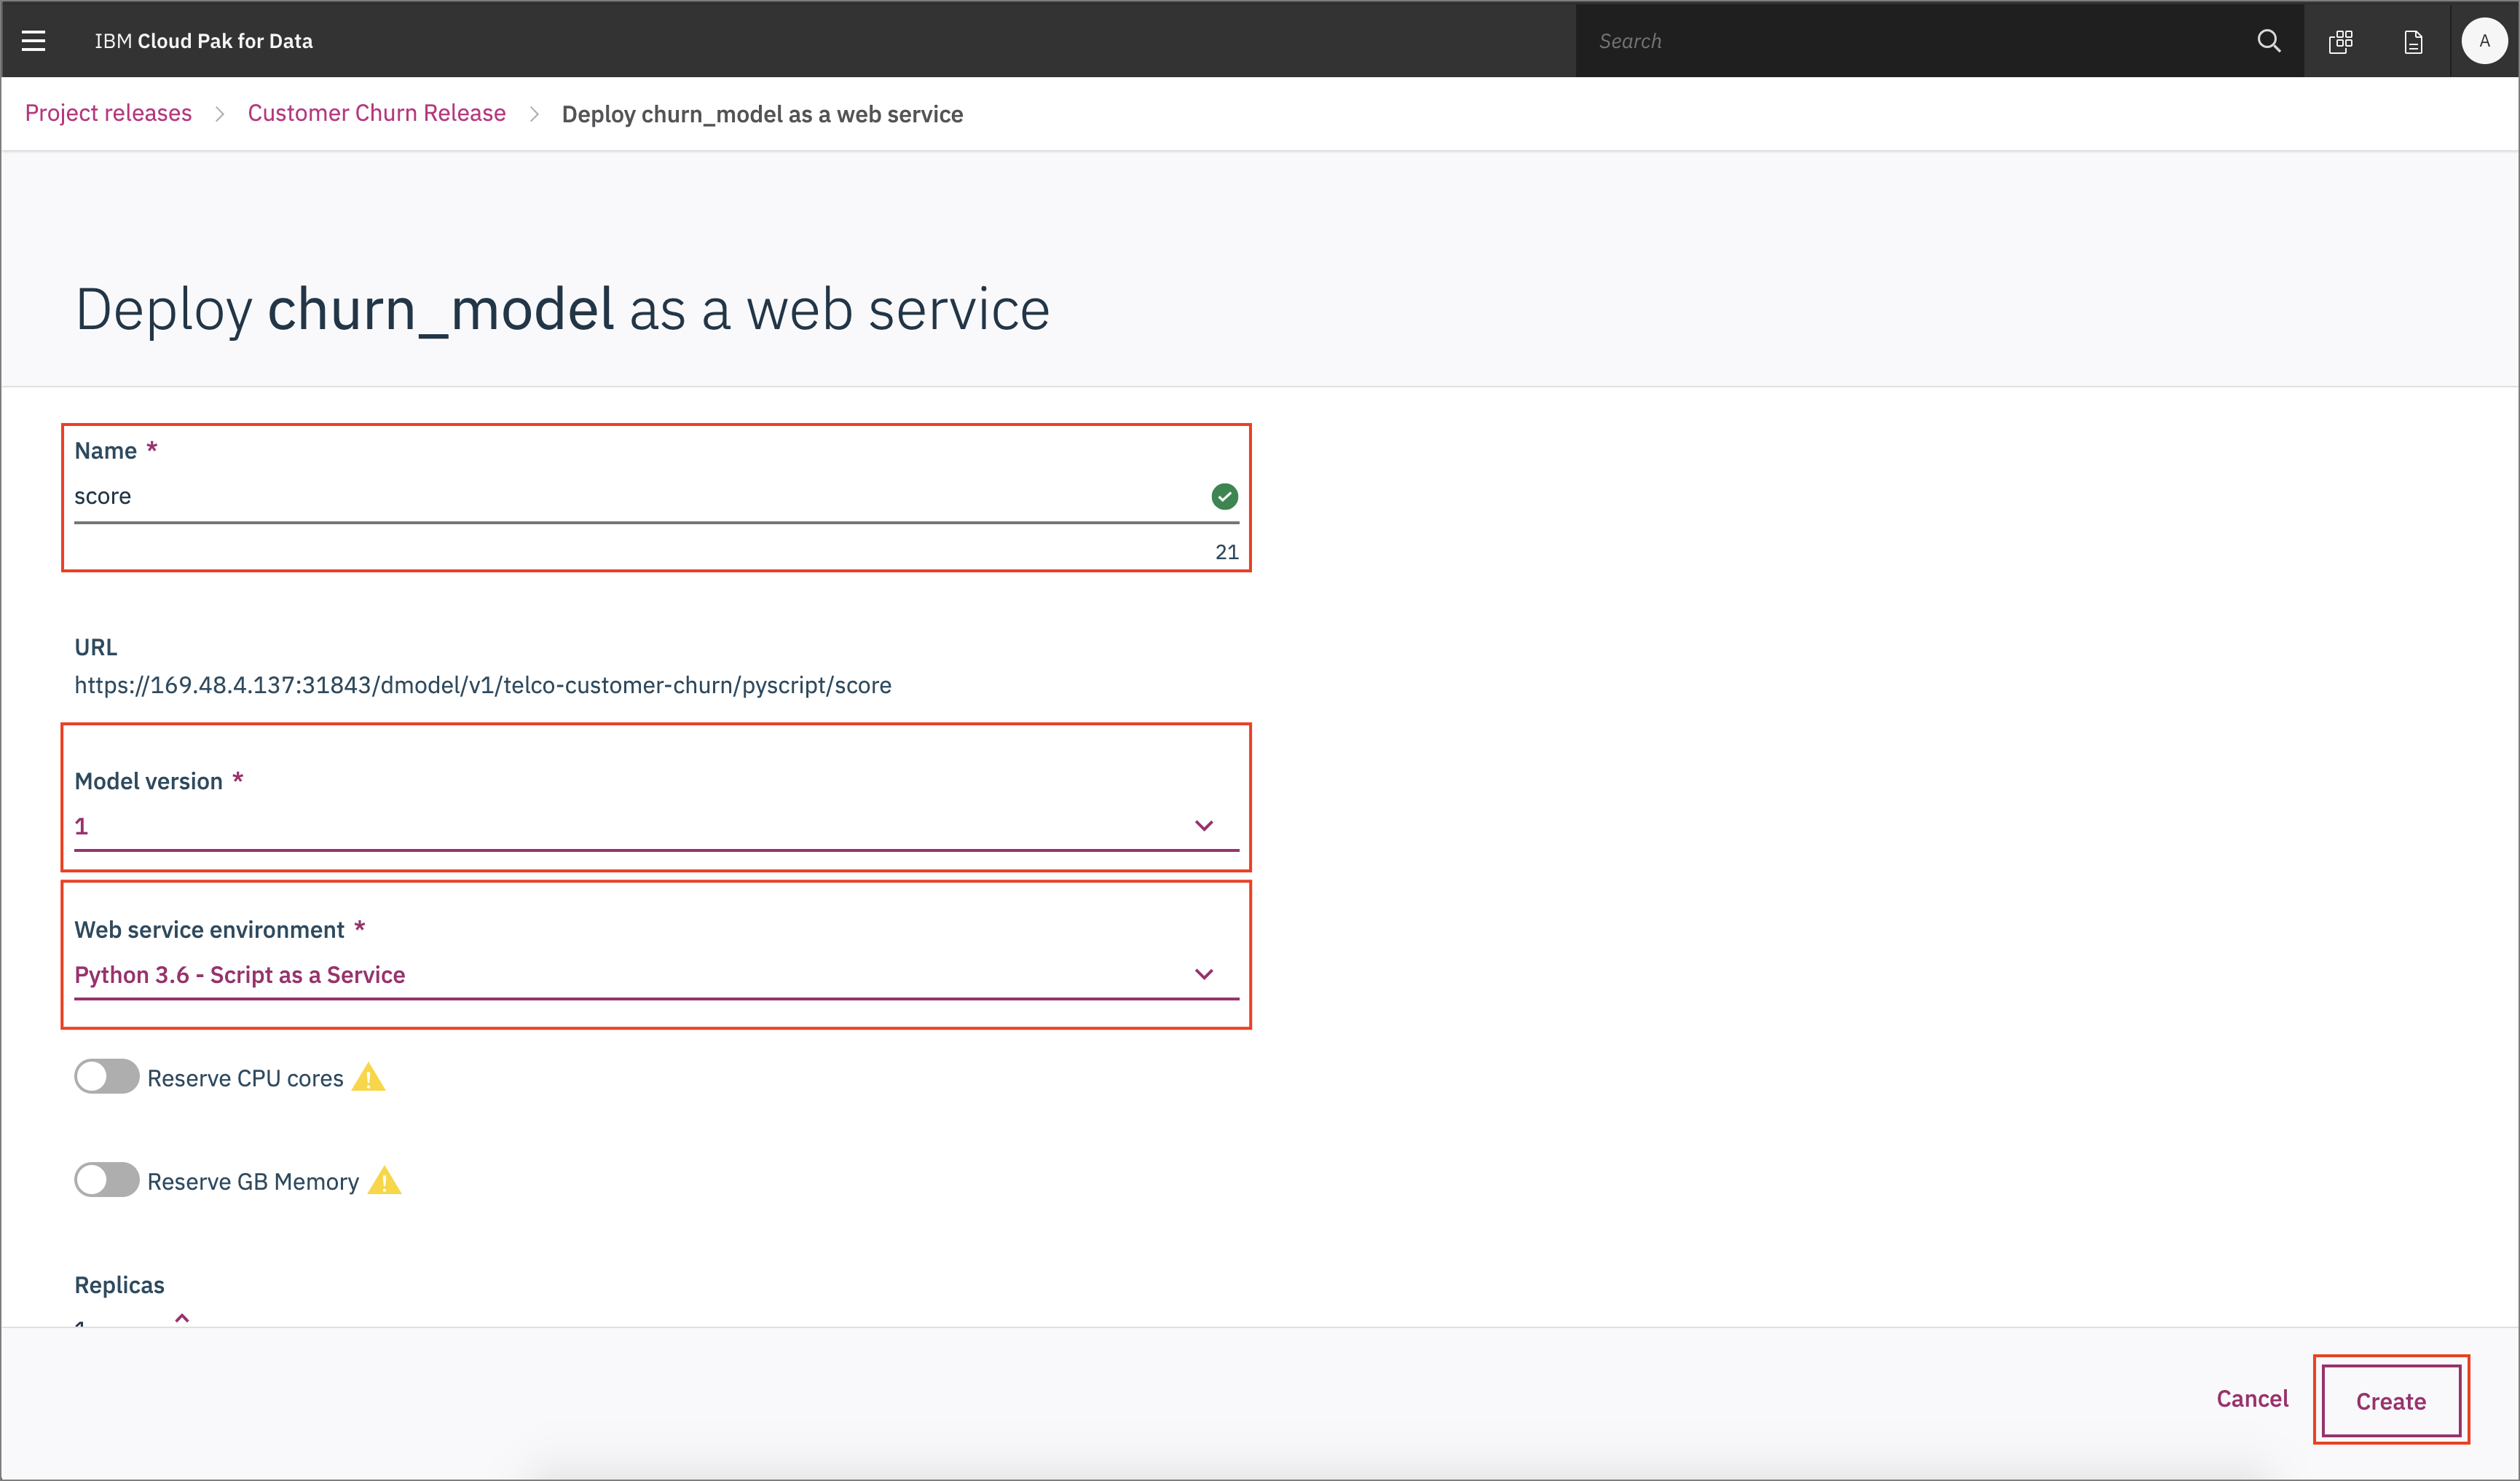 IBM Cloud Pak for Data
Search
A
Project releases > Customer Churn Release > Deploy churn_model as a web service
Deploy churn_model as a web service
Name *
score
21
URL
https://169.48.4.137:31843/dmodel/v1/telco-customer-churn/pyscript/score
Model version *
1
Web service environment *
Python 3.6 - Script as a Service
Reserve CPU cores
Reserve GB Memory
Replicas
Cancel
Create